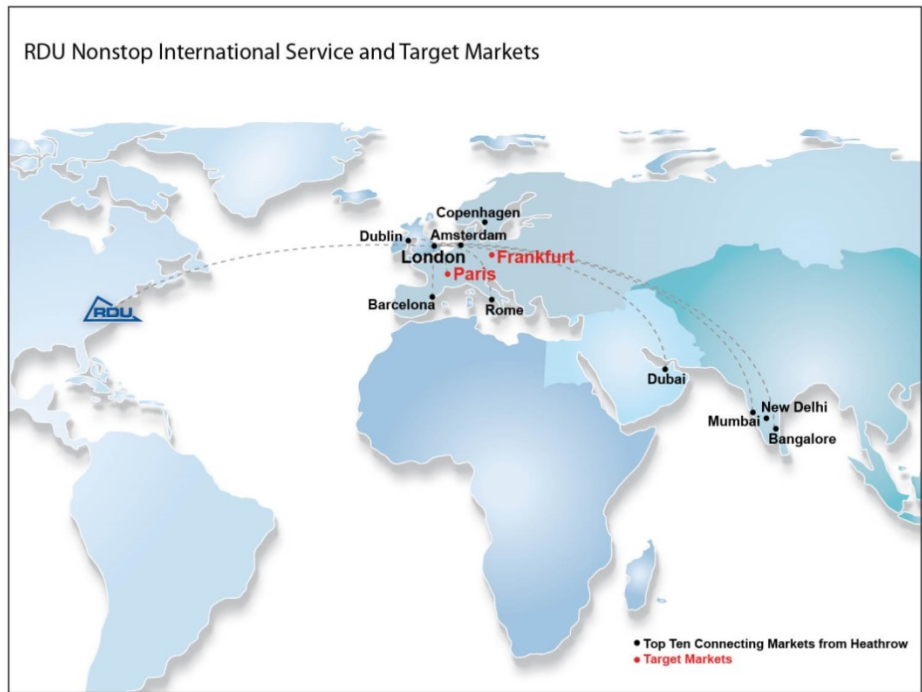 RDU Nonstop International Service and Target Markets
Copenhagen
Dublin
Amsterdam
London
Frankfurt
Paris
RDU
Barcelona
Rome
Dubai
New Delhi
Mumbai
Bangalore
Top Ten Connecting Markets from Heathrow
Target Markets